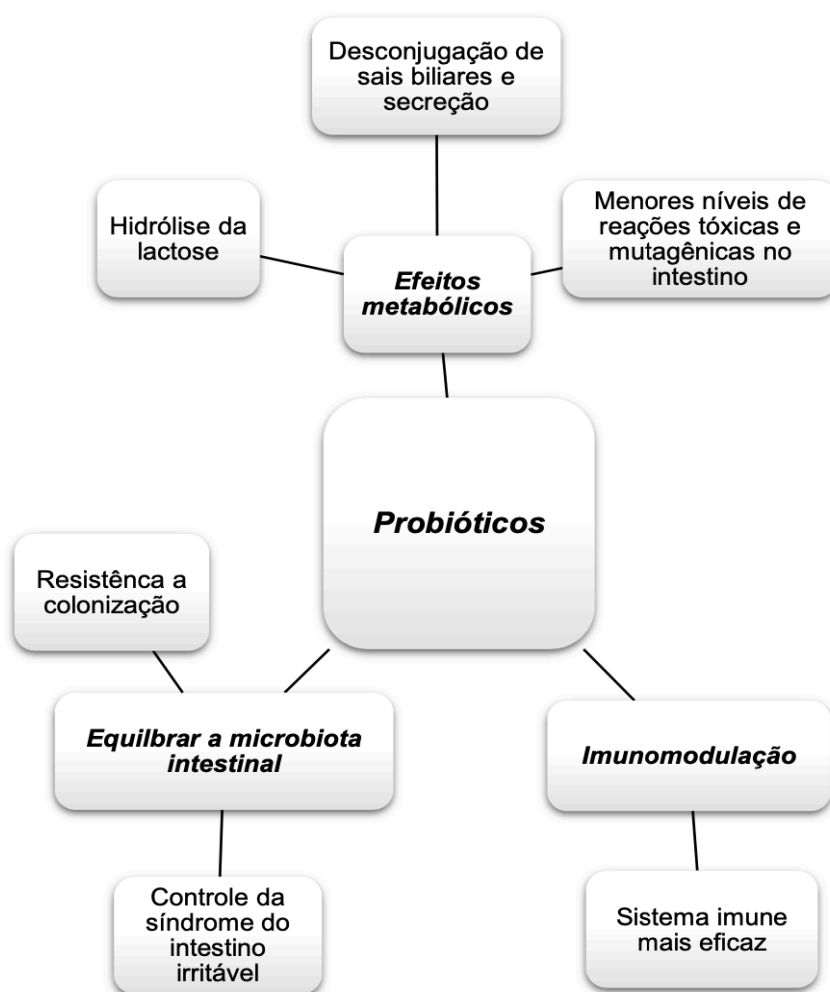 Desconjugação de
sais biliares e
secreção
Hidrólise da
lactose
Menores níveis de
reações tóxicas e
mutagênicas no
intestino
Efeitos
metabólicos
Probióticos
Resistênca a
colonização
Equilbrar a microbiota
intestinal
Imunomodulação
Controle da
síndrome do
intestino
irritável
Sistema imune
mais eficaz